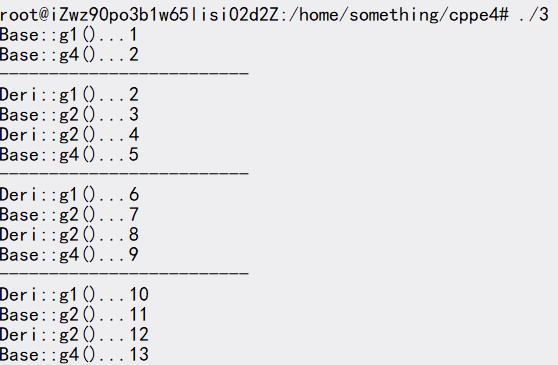 root@iZwz90po3b1w65lisi02d2Z:/home/something/cppe4# ./3
Base::g1()...1
Base::g4()...2
-------------------------
Deri::g1()...2
Base::g2()...3
Deri::g2()...4
Base::g4()...5
-------------------------
Deri::g1()...6
Base::g2()...7
Deri::g2()...8
Base::g4()...9
-------------------------
Deri::g1()...10
Base::g2()...11
Deri::g2()...12
Base::g4()...13